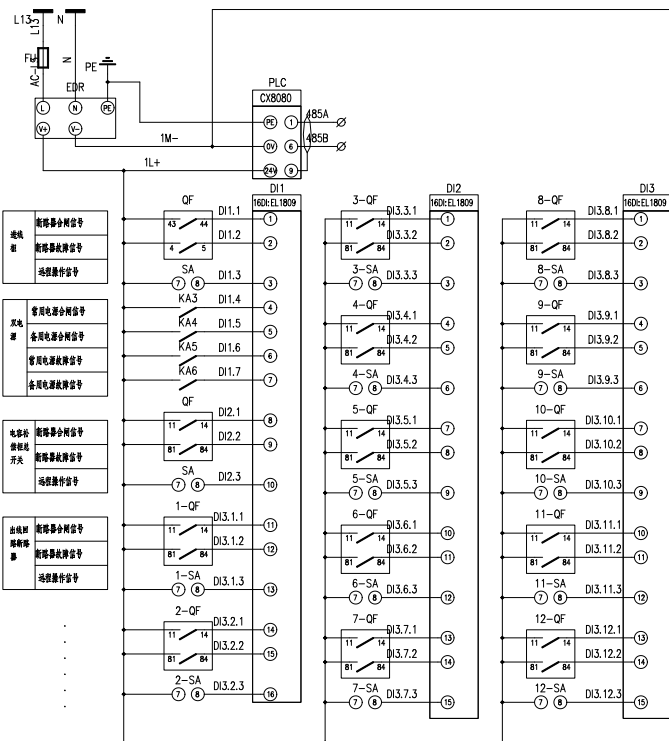 L13 N
L13
FU
AC-L5
N
PE
EDR
L N PE
V+ V-
1M-
1L+
PLC
CX8080
PE 1 485A
0V 6 485B
24V 9
进线柜
断路器合闸信号
断路器故障信号
远程操作信号
双电源
常用电源合闸信号
备用电源合闸信号
常用电源故障信号
备用电源故障信号
电容补偿柜总开关
断路器合闸信号
断路器故障信号
远程操作信号
出线回路断路器
断路器合闸信号
断路器故障信号
远程操作信号
DI1
16DI:EL1809
QF
43 44 DI1.1 1
4 5 DI1.2 2
SA
7 8 DI1.3 3
KA3 DI1.4 4
KA4 DI1.5 5
KA5 DI1.6 6
KA6 DI1.7 7
QF
11 14 DI2.1 8
81 84 DI2.2 9
SA
7 8 DI2.3 10
1-QF
11 14 DI3.1.1 11
81 84 DI3.1.2 12
1-SA
7 8 DI3.1.3 13
2-QF
11 14 DI3.2.1 14
81 84 DI3.2.2 15
2-SA
7 8 DI3.2.3 16
DI2
16DI:EL1809
3-QF
11 14 DI3.3.1 1
81 84 DI3.3.2 2
3-SA
7 8 DI3.3.3 3
4-QF
11 14 DI3.4.1 4
81 84 DI3.4.2 5
4-SA
7 8 DI3.4.3 6
5-QF
11 14 DI3.5.1 7
81 84 DI3.5.2 8
5-SA
7 8 DI3.5.3 9
6-QF
11 14 DI3.6.1 10
81 84 DI3.6.2 11
6-SA
7 8 DI3.6.3 12
7-QF
11 14 DI3.7.1 13
81 84 DI3.7.2 14
7-SA
7 8 DI3.7.3 15
DI3
16DI:EL1809
8-QF
11 14 DI3.8.1 1
81 84 DI3.8.2 2
8-SA
7 8 DI3.8.3 3
9-QF
11 14 DI3.9.1 4
81 84 DI3.9.2 5
9-SA
7 8 DI3.9.3 6
10-QF
11 14 DI3.10.1 7
81 84 DI3.10.2 8
10-SA
7 8 DI3.10.3 9
11-QF
11 14 DI3.11.1 10
81 84 DI3.11.2 11
11-SA
7 8 DI3.11.3 12
12-QF
11 14 DI3.12.1 13
81 84 DI3.12.2 14
12-SA
7 8 DI3.12.3 15